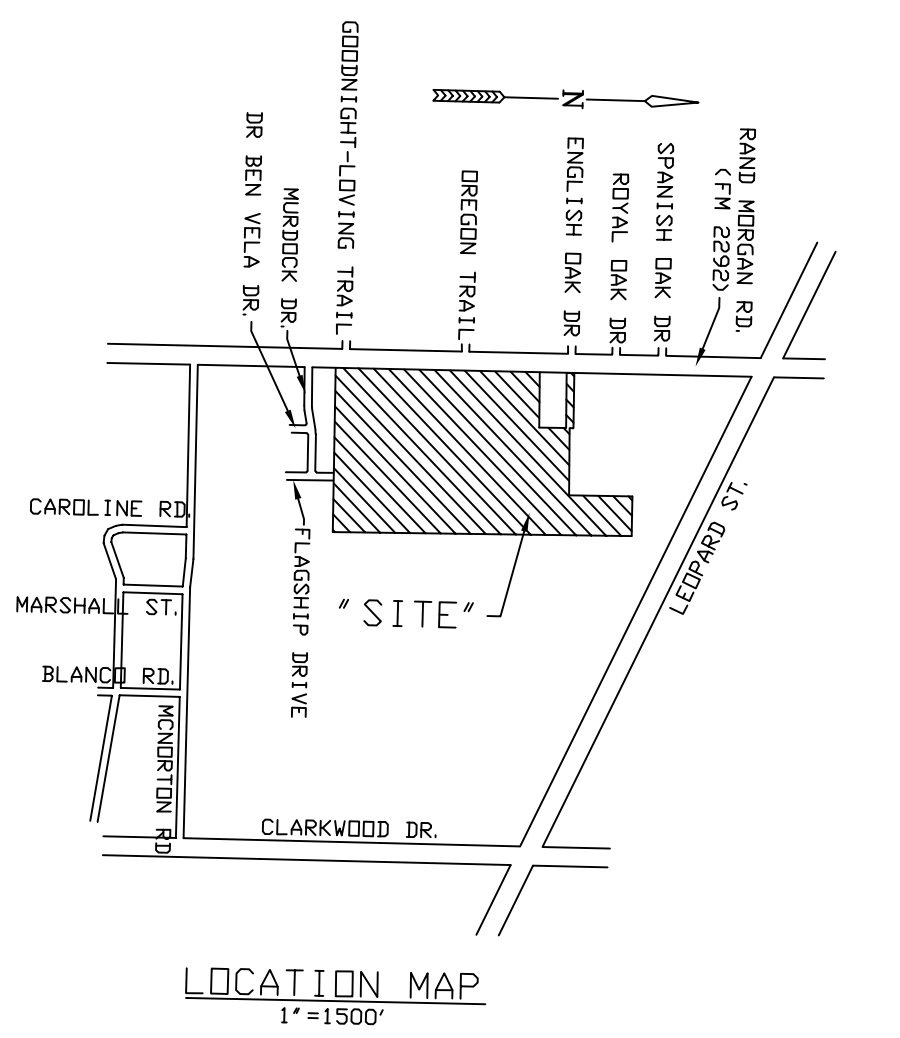 GOODNIGHT-LOVING TRAIL
N
DR BEN VELA DR.
MURDOCK DR.
OREGON TRAIL
ENGLISH OAK DR
ROYAL OAK DR
SPANISH OAK DR
RAND MORGAN RD.
(FM 2292)
CAROLINE RD.
MARSHALL ST.
BLANCO RD.
MCNORTON RD
FLAGSHIP DRIVE
"SITE"
LEOPARD ST.
CLARKWOOD DR.
LOCATION MAP
1"=1500'